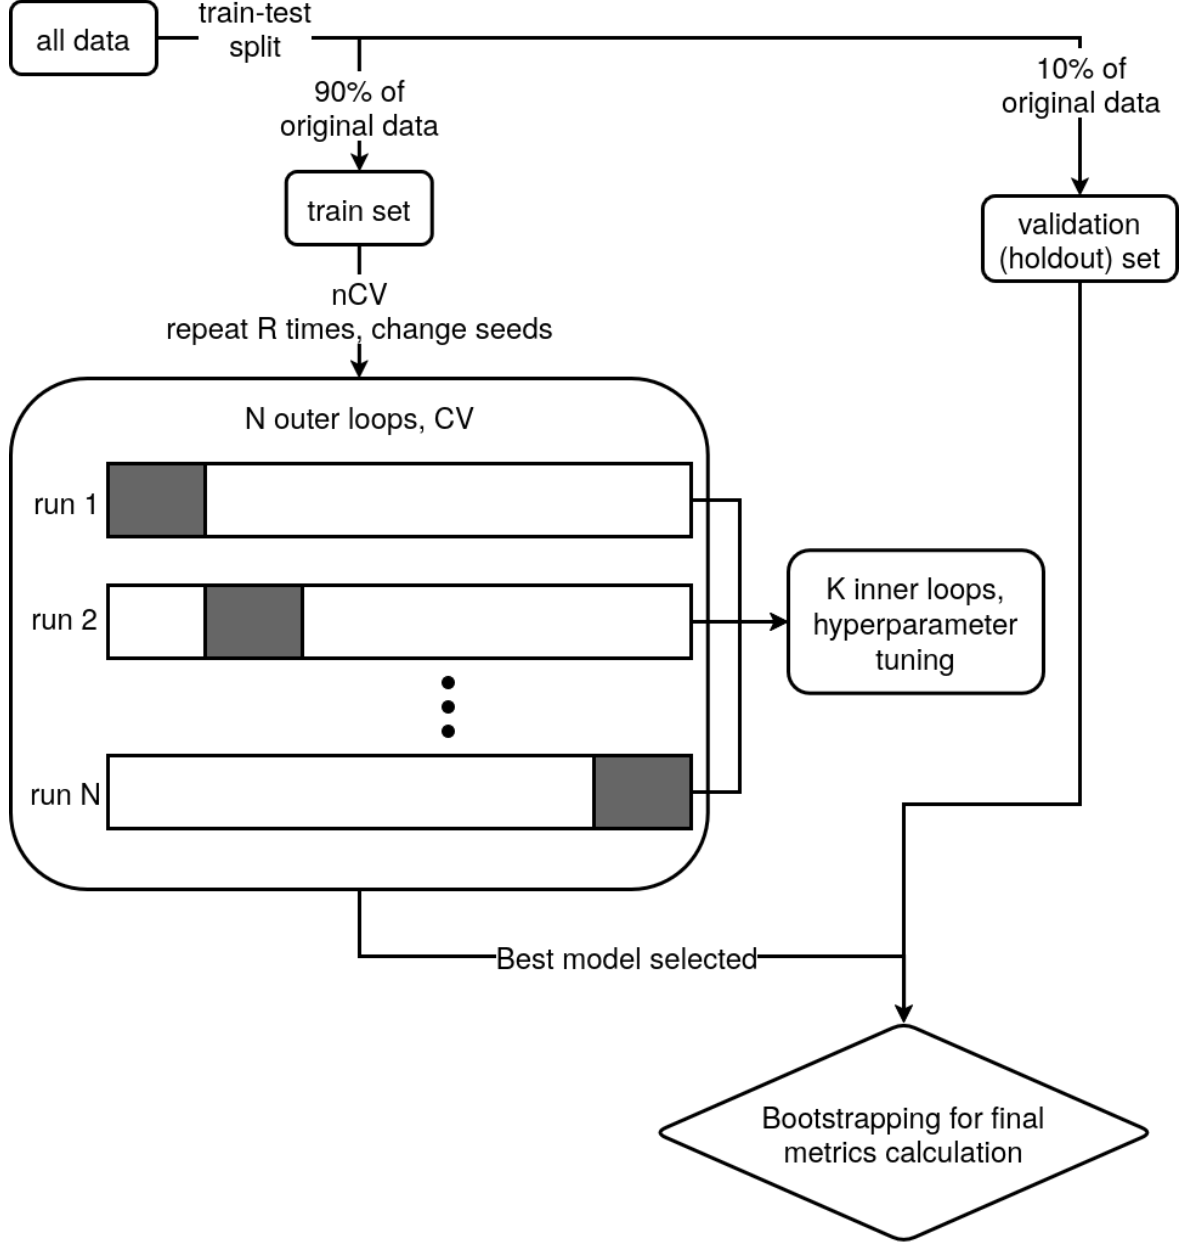 all data
train-test
split
90% of
original data
10% of
original data
train set
validation
(holdout) set
nCV
repeat R times, change seeds
N outer loops, CV
run 1
run 2
K inner loops,
hyperparameter
tuning
run N
Best model selected
Bootstrapping for final
metrics calculation